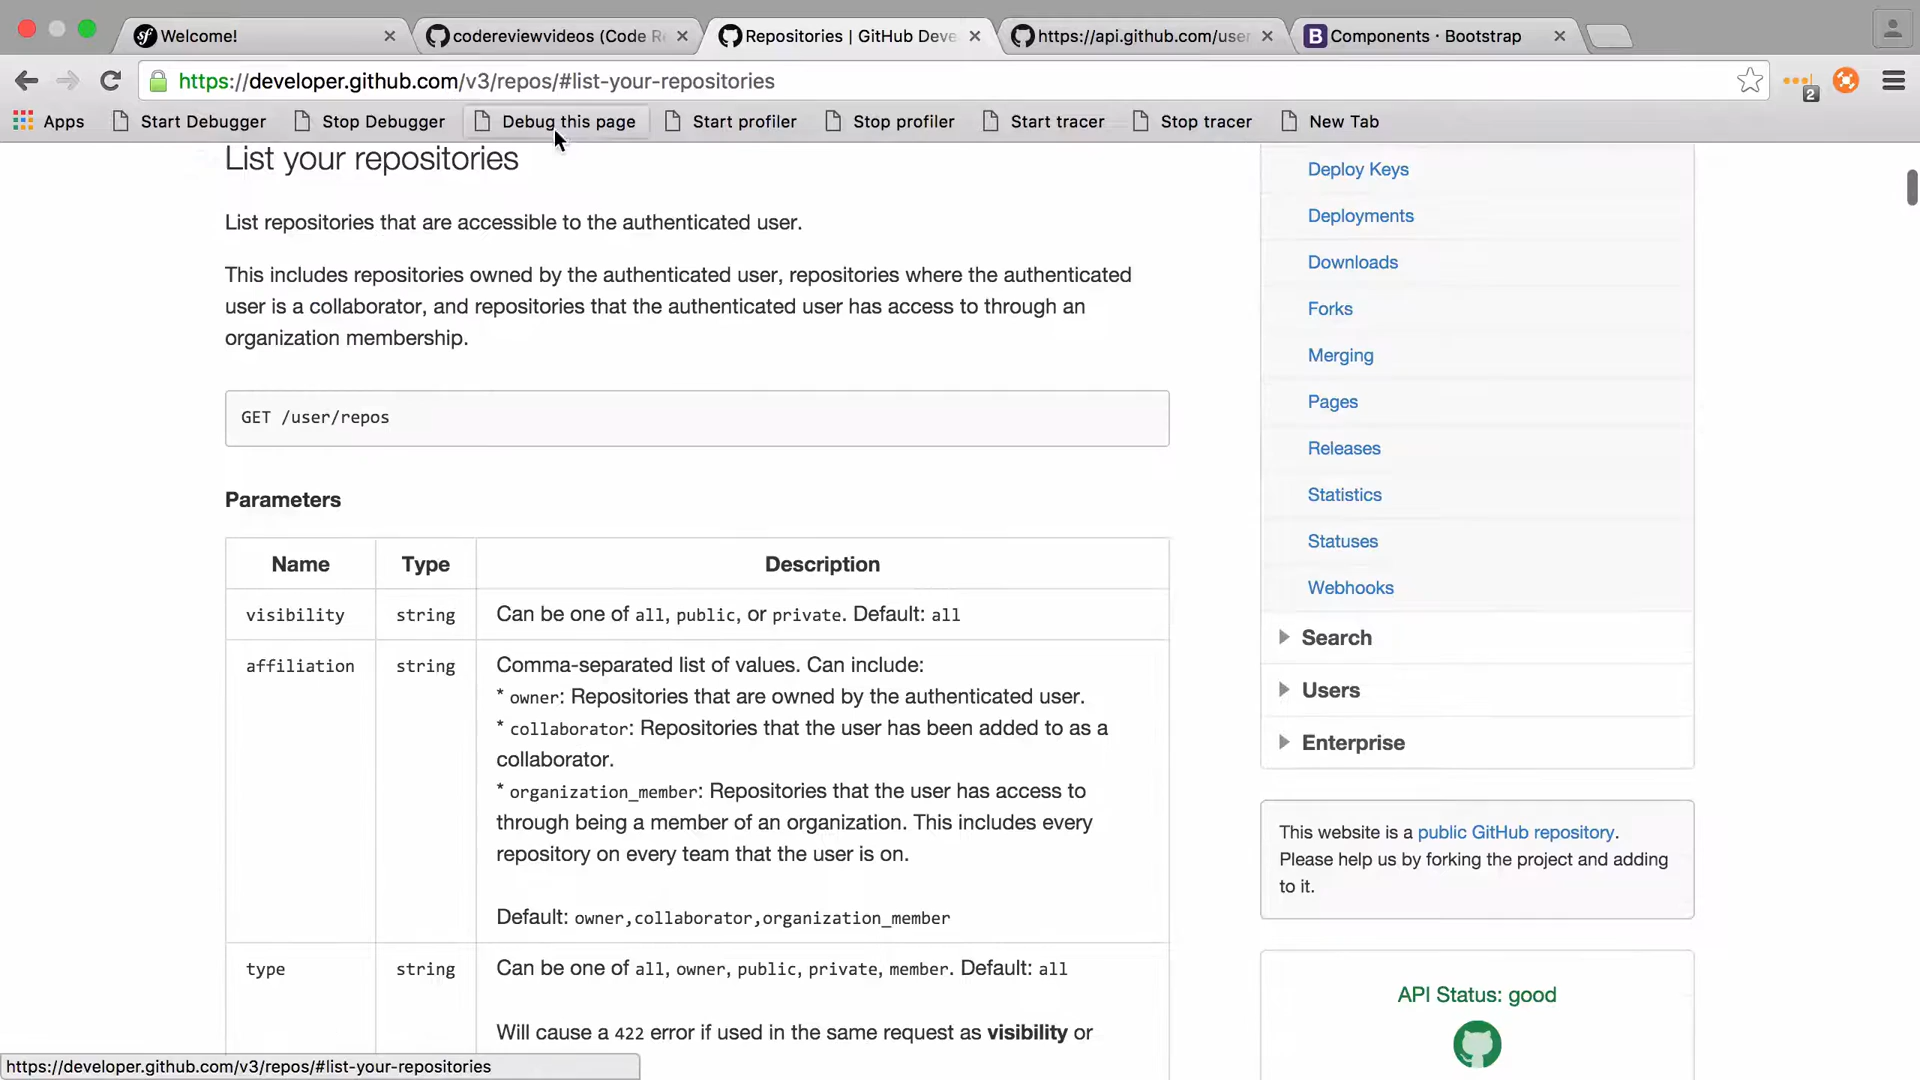 Welcome!
codereviewvideos (Code R
Repositories | GitHub Deve
https://api.github.com/user
Components · Bootstrap
https://developer.github.com/v3/repos/#list-your-repositories
2
Apps
Start Debugger
Stop Debugger
Debug this page
Start profiler
Stop profiler
Start tracer
Stop tracer
New Tab
List your repositories
List repositories that are accessible to the authenticated user.
This includes repositories owned by the authenticated user, repositories where the authenticated
user is a collaborator, and repositories that the authenticated user has access to through an
organization membership.
GET /user/repos
Parameters
Name Type Description
visibility string Can be one of all, public, or private. Default: all
affiliation string Comma-separated list of values. Can include:
* owner: Repositories that are owned by the authenticated user.
* collaborator: Repositories that the user has been added to as a
collaborator.
* organization_member: Repositories that the user has access to
through being a member of an organization. This includes every
repository on every team that the user is on.
Default: owner,collaborator,organization_member
type string Can be one of all, owner, public, private, member. Default: all
Will cause a 422 error if used in the same request as visibility or
Deploy Keys
Deployments
Downloads
Forks
Merging
Pages
Releases
Statistics
Statuses
Webhooks
Search
Users
Enterprise
This website is a public GitHub repository.
Please help us by forking the project and adding
to it.
API Status: good
https://developer.github.com/v3/repos/#list-your-repositories